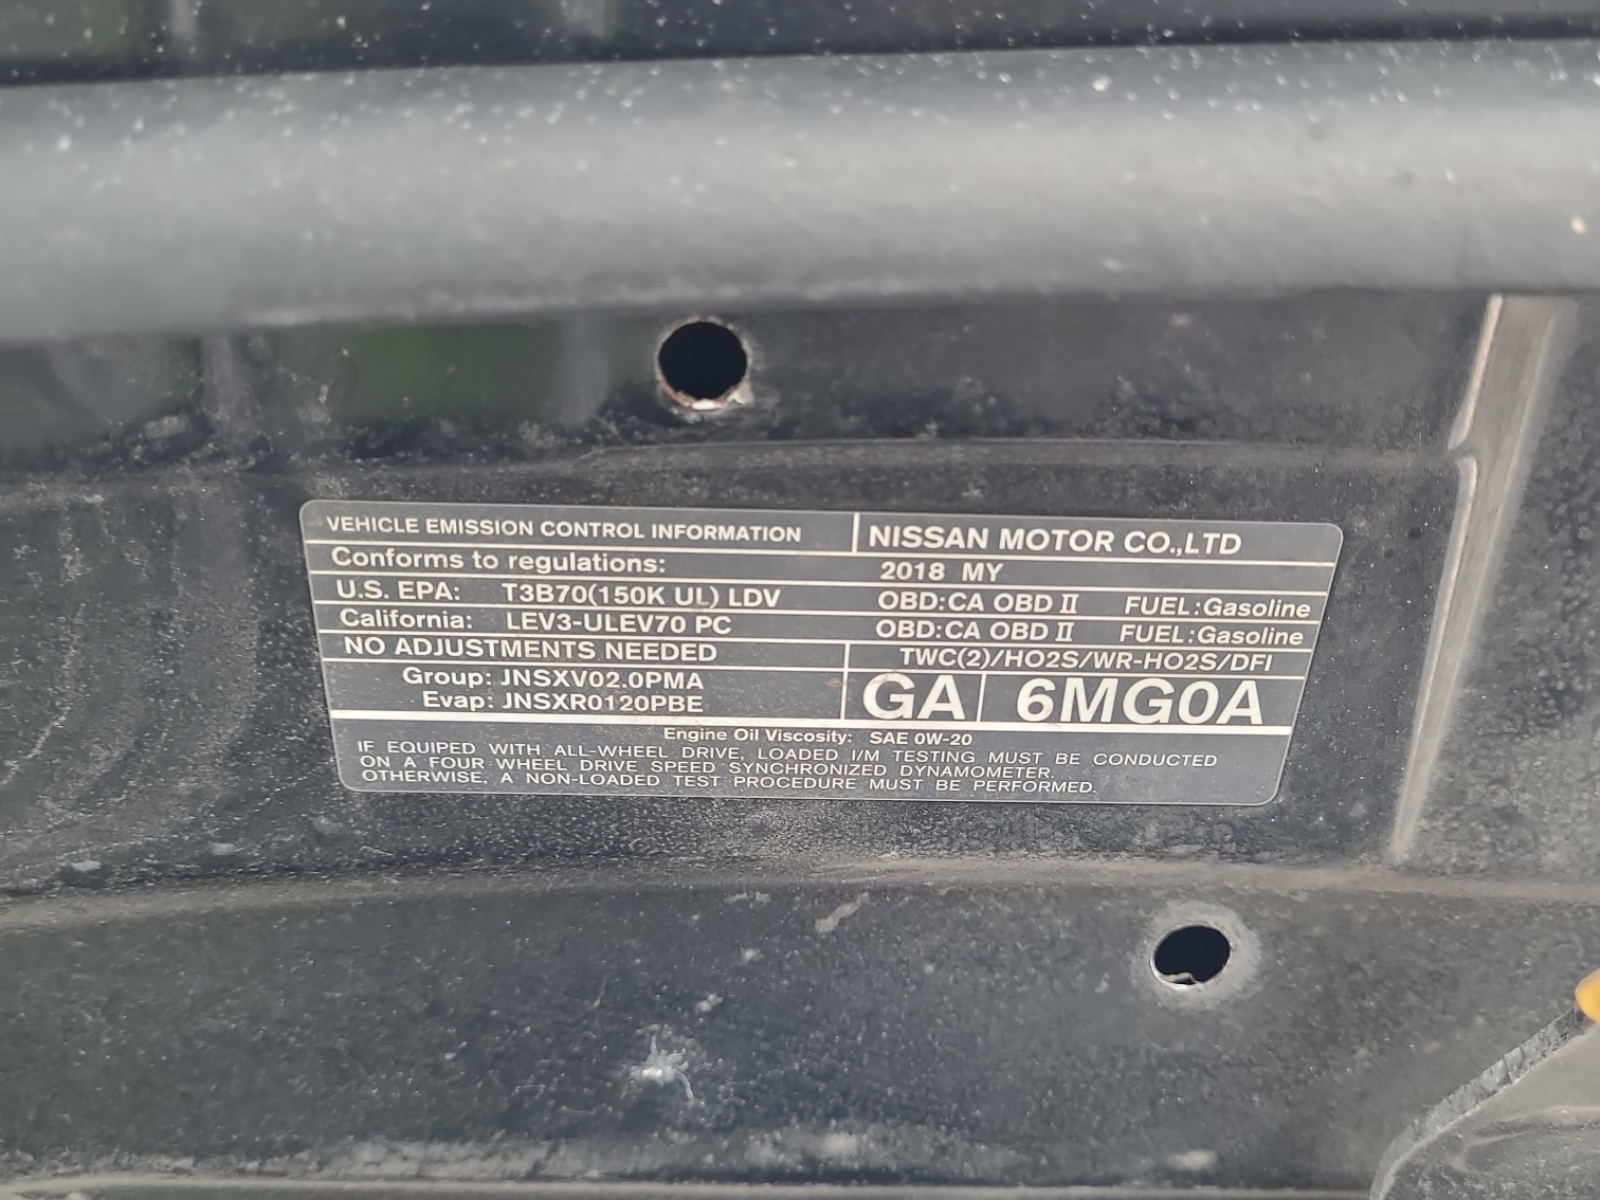 VEHICLE EMISSION CONTROL INFORMATION NISSAN MOTOR CO.,LTD
Conforms to regulations: 2018 MY
U.S. EPA: T3B70(150K UL) LDV OBD:CA OBD II FUEL:Gasoline
California: LEV3-ULEV70 PC OBD:CA OBD II FUEL:Gasoline
NO ADJUSTMENTS NEEDED TWC(2)/HO2S/WR-HO2S/DFI
Group: JNSXV02.0PMA
Evap: JNSXR0120PBE
GA 6MG0A
Engine Oil Viscosity: SAE 0W-20
IF EQUIPED WITH ALL-WHEEL DRIVE, LOADED I/M TESTING MUST BE CONDUCTED
ON A FOUR WHEEL DRIVE SPEED SYNCHRONIZED DYNAMOMETER.
OTHERWISE, A NON-LOADED TEST PROCEDURE MUST BE PERFORMED.